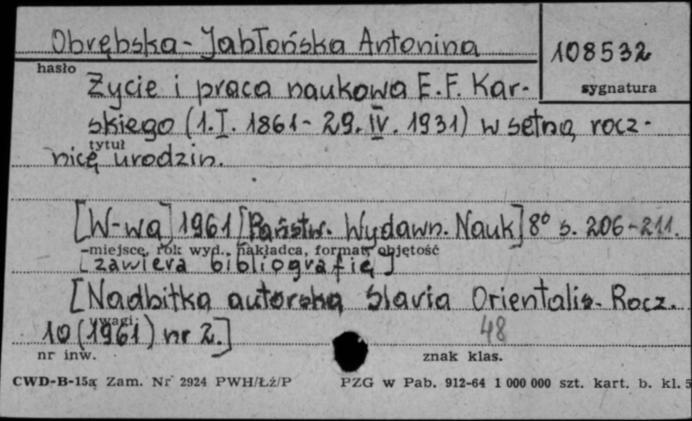 Obrębska-Jabłońska Antonina
108532
hasło
sygnatura
Życie i praca naukowa E.F. Kar-
skiego (1.I. 1861-29.IV. 1931) w setną rocz-
tytuł
nicę urodzin.
[W-wa] 1961 [Państw. Wydawn. Nauk] 8° s. 206-211.
miejsce, rok wyd., nakładca, format, objętość
[zawiera bibliografię]
[Nadbitka autorska Slavia Orientalis. Rocz.
uwagi
10 (1961) nr 2.]
48
nr inw.
znak klas.
CWD-B-15a Zam. Nr 2924 PWH/Łż/P
PZG w Pab. 912-64 1 000 000 szt. kart. b. kl. 5